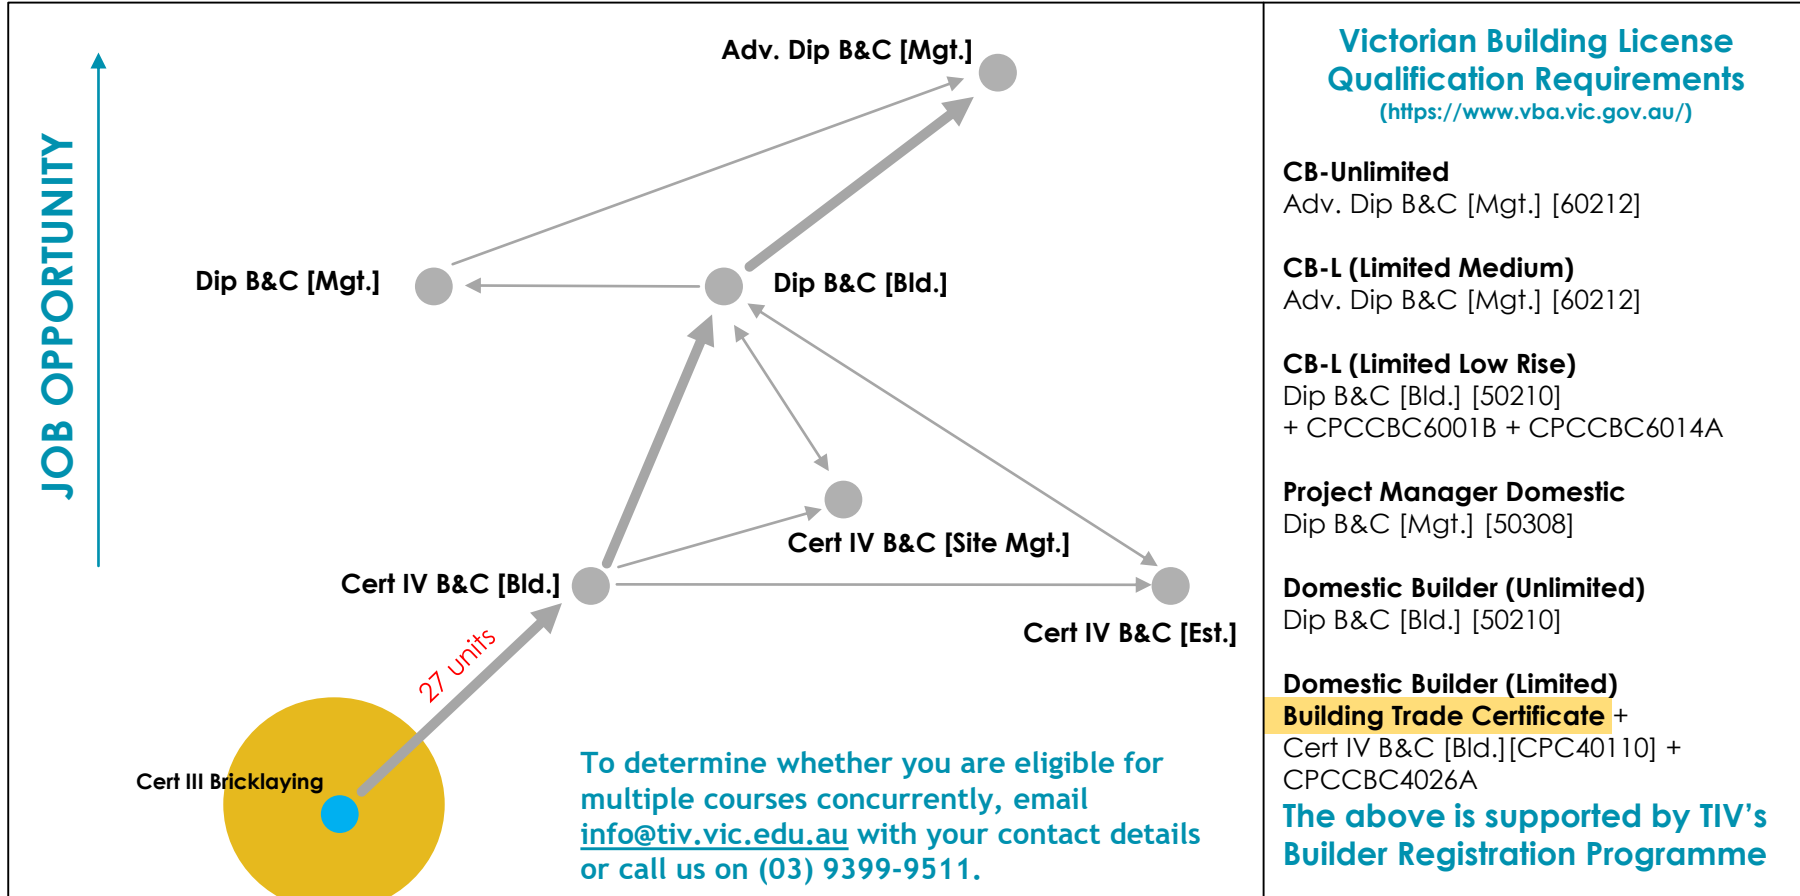 JOB OPPORTUNITY
Adv. Dip B&C [Mgt.]
Dip B&C [Mgt.]
Dip B&C [Bld.]
Cert IV B&C [Site Mgt.]
Cert IV B&C [Bld.]
Cert IV B&C [Est.]
27 units
Cert III Bricklaying
To determine whether you are eligible for
multiple courses concurrently, email
info@tiv.vic.edu.au with your contact details
or call us on (03) 9399-9511.
Victorian Building License
Qualification Requirements
(https://www.vba.vic.gov.au/)
CB-Unlimited
Adv. Dip B&C [Mgt.] [60212]
CB-L (Limited Medium)
Adv. Dip B&C [Mgt.] [60212]
CB-L (Limited Low Rise)
Dip B&C [Bld.] [50210]
+ CPCCBC6001B + CPCCBC6014A
Project Manager Domestic
Dip B&C [Mgt.] [50308]
Domestic Builder (Unlimited)
Dip B&C [Bld.] [50210]
Domestic Builder (Limited)
Building Trade Certificate +
Cert IV B&C [Bld.][CPC40110] +
CPCCBC4026A
The above is supported by TIV's
Builder Registration Programme